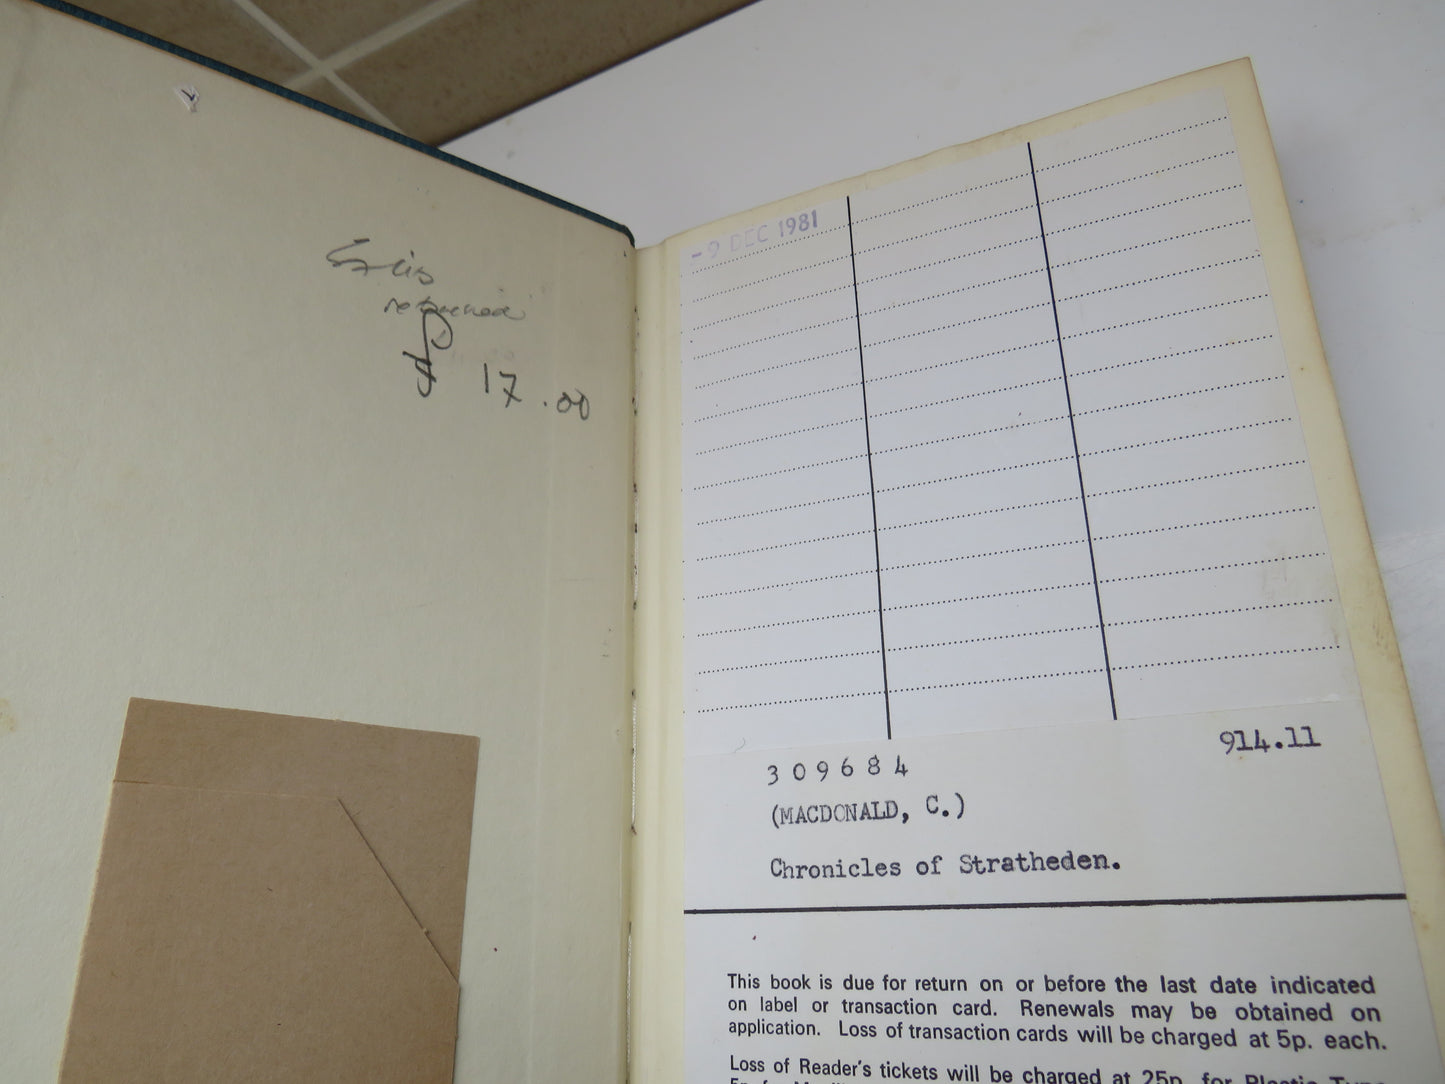 17.00
-9 DEC 1981
309684
914.11
(MACDONALD, C.)
Chronicles of Stratheden.
This book is due for return on or before the last date indicated
on label or transaction card. Renewals may be obtained on
application. Loss of transaction cards will be charged at 5p. each.
Loss of Reader's tickets will be charged at 25p. for Plastic